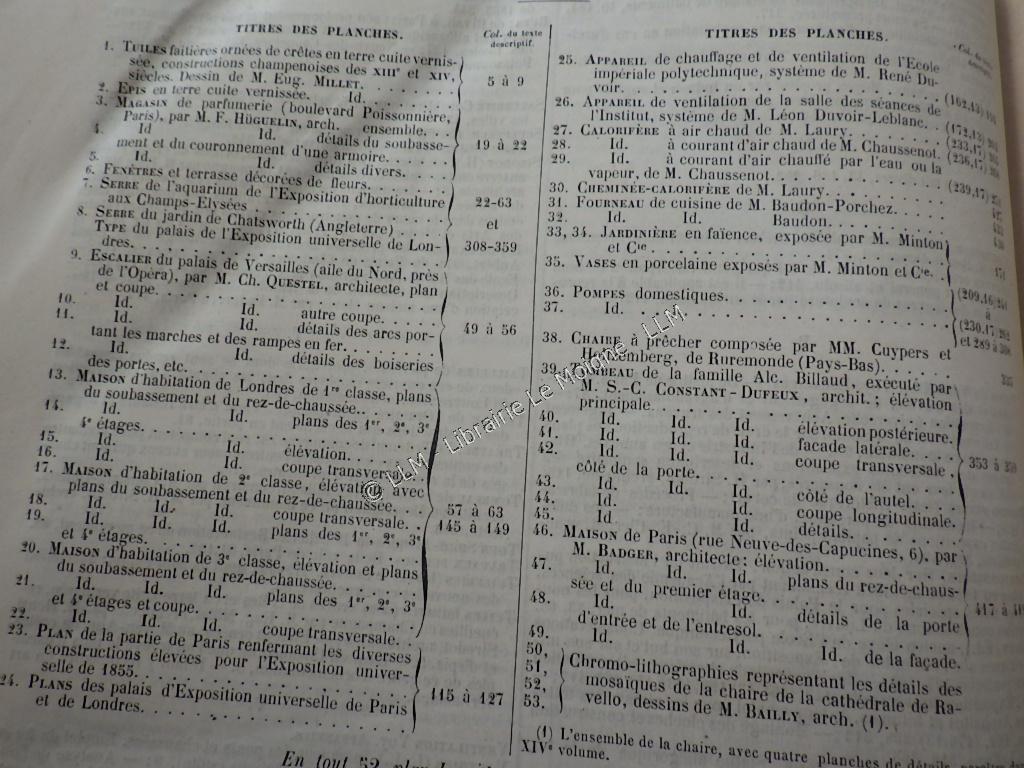 TITRES DES PLANCHES.
Col. du texte
descriptif.
1. TUILES faitières ornées de crêtes en terre cuite vernis-
sée, constructions champenoises des XIIIe et XIV,
siècles. Dessin de M. Eug. MILLET.
5 à 9
2. EPIS en terre cuite vernissée. Id.
3. MAGASIN de parfumerie (boulevard Poissonnière,
Paris), par M. F. HUGUELIN, arch. ensemble. . .
4. Id Id. détails du soubasse-
ment et du couronnement d'une armoire. . . . . .
19 à 22
5. Id. Id. détails divers. . . . .
6. FENÊTRES et terrasse décorées de fleurs. . . . . . .
7. SERRE de l'aquarium de l'Exposition d'horticulture
aux Champs-Elysées . . . . . . . . . . . .
22-63
8. SERRE du jardin de Chatsworth (Angleterre) . . . .
et
TYPE du palais de l'Exposition universelle de Lon-
dres. . . . . . . . . . . . . . . . . . .
308-359
9. ESCALIER du palais de Versailles (aile du Nord, près
de l'Opéra), par M. Ch. QUESTEL, architecte, plan
et coupe. . . . . . . . . . . . . . . . .
10. Id. Id. autre coupe. . . . . .
11. Id. Id. détails des arcs por-
tant les marches et des rampes en fer. . . . . . .
49 à 56
12. Id. Id. détails des boiseries
des portes, etc. . . . . . . . . . . . . . . .
13. MAISON d'habitation de Londres de 1re classe, plans
du soubassement et du rez-de-chaussée. . . . . . .
14. Id. Id. plans des 1er, 2e, 3e
4e étages. . . . . . . . . . . . . . . . .
15. Id. Id. élévation. . . . . . .
16. Id. Id. coupe transversale.
17. MAISON d'habitation de 2e classe, élévation avec
plans du soubassement et du rez-de-chaussée. . . .
57 à 63
18. Id. Id. Id. coupe transversale. .
145 à 149
19. Id. Id. Id. plans des 1er, 2e, 3e
et 4e étages. . . . . . . . . . . . . . . .
20. MAISON d'habitation de 3e classe, élévation et plans
du soubassement et du rez-de-chaussée. . . . . . .
21. Id. Id. Id. plans des 1er, 2e, 3e
et 4e étages et coupe. . . . . . . . . . . . .
22. Id. Id. Id. coupe transversale. .
23. PLAN de la partie de Paris renfermant les diverses
constructions élevées pour l'Exposition univer-
selle de 1855. . . . . . . . . . . . . . .
115 à 127
24. PLANS des palais d'Exposition universelle de Paris
et de Londres. . . . . . . . . . . . . . .
En tout 52
TITRES DES PLANCHES.
25. APPAREIL de chauffage et de ventilation de l'Ecole
impériale polytechnique, système de M. René Du-
voir. . . . . . . . . . . . . . . . . . .
26. APPAREIL de ventilation de la salle des séances de
l'Institut, système de M. Léon Duvoir-Leblanc. .
27. CALORIFÈRE à air chaud de M. Laury. . . . . . .
28. Id. à courant d'air chaud de M. Chaussenot.
29. Id. à courant d'air chauffé par l'eau ou la
vapeur, de M. Chaussenot. . . . . . . . . . .
30. CHEMINÉE-CALORIFÈRE de M. Laury. . . . . . . .
31. FOURNEAU de cuisine de M. Baudon-Porchez. . . . .
32. Id. Id. Baudon. . . . . . .
33, 34. JARDINIÈRE en faïence, exposée par M. Minton
et Cie. . . . . . . . . . . . . . . . . .
35. VASES en porcelaine exposés par M. Minton et Cie. .
36. POMPES domestiques. . . . . . . . . . . . .
37. Id. . . . . . . . . . . . . . . . .
à
38. CHAIRE à prêcher composée par MM. Cuypers et
de Ruremonde (Pays-Bas). . . . .
39. TOMBEAU de la famille Alc. Billaud, exécuté par
M. S.-C. CONSTANT-DUFEUX, archit.; élévation
principale. . . . . . . . . . . . . . . . .
40. Id. Id. Id. élévation postérieure.
41. Id. Id. Id. facade latérale. . . .
42. Id. Id. Id. coupe transversale,
côté de la porte. . . . . . . . . . . . . . .
43. Id. Id. Id. côté de l'autel. . . .
44. Id. Id. Id. coupe longitudinale.
45. Id Id. Id. détails. . . . . . .
46. MAISON de Paris (rue Neuve-des-Capucines, 6), par
M. BADGER, architecte; élévation. . . . . . . .
47. Id. Id. plans du rez-de-chaus-
sée et du premier étage. . . . . . . . . . . .
48. Id. Id. détails de la porte
d'entrée et de l'entresol. . . . . . . . . . . .
49. Id. Id. de la façade.
50,
51,
52,
53.
Chromo-lithographies représentant les détails des
mosaïques de la chaire de la cathédrale de Ra-
vello, dessins de M. BAILLY, arch. (1).
(1) L'ensemble de la chaire, avec quatre planches de détails,
XIVe volume.
© LLM - Librairie Le Molome - LLM